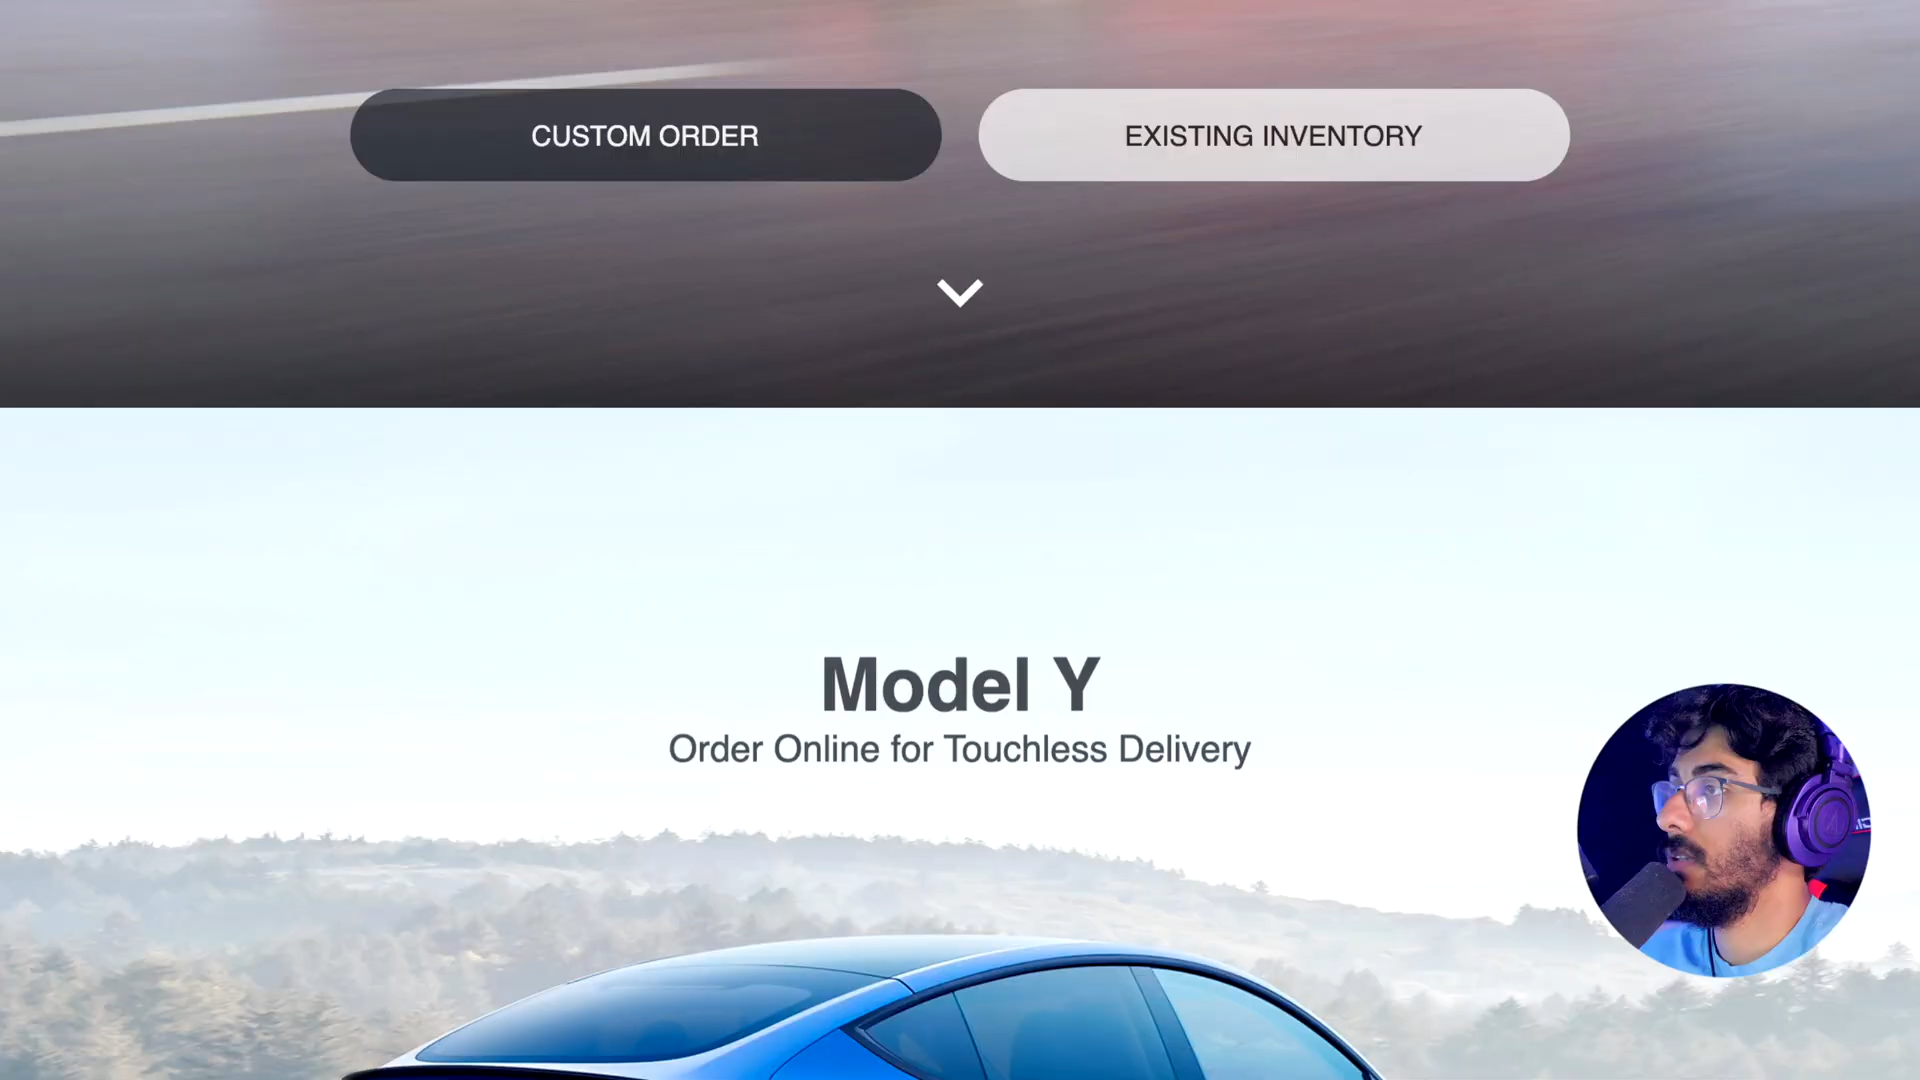 CUSTOM ORDER
EXISTING INVENTORY
Model Y
Order Online for Touchless Delivery